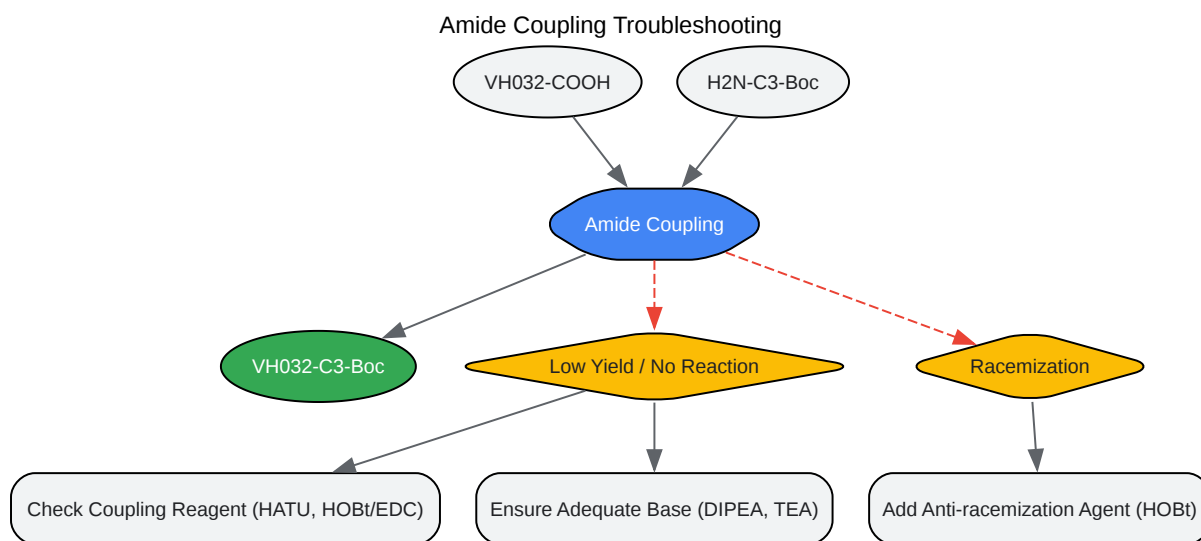 Amide Coupling Troubleshooting
VH032-COOH
H2N-C3-Boc
Amide Coupling
VH032-C3-Boc
Low Yield / No Reaction
Racemization
Check Coupling Reagent (HATU, HOBt/EDC)
Ensure Adequate Base (DIPEA, TEA)
Add Anti-racemization Agent (HOBt)